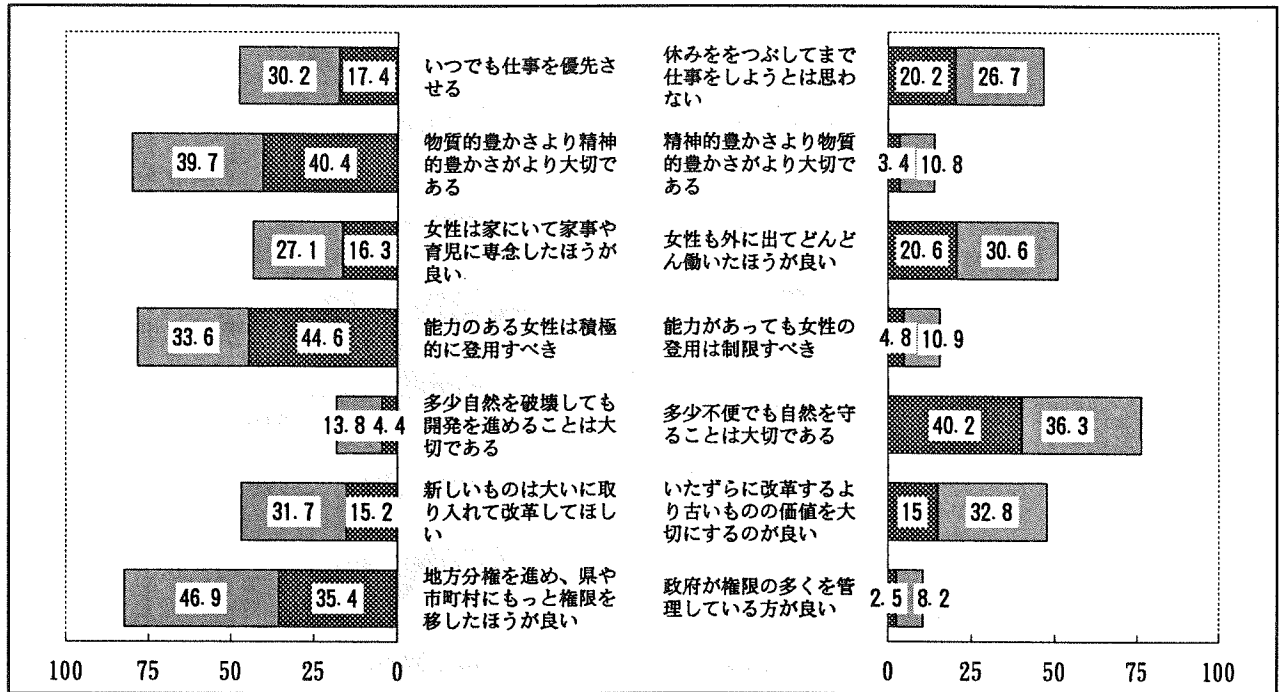 30.2 17.4
いつでも仕事を優先さ
せる
休みををつぶしてまで
仕事をしようとは思わ
ない
20.2 26.7
39.7 40.4
物質的豊かさより精神
的豊かさがより大切で
ある
精神的豊かさより物質
的豊かさがより大切で
ある
3.4 10.8
27.1 16.3
女性は家にいて家事や
育児に専念したほうが
良い
女性も外に出てどんど
ん働いたほうが良い
20.6 30.6
33.6 44.6
能力のある女性は積極
的に登用すべき
能力があっても女性の
登用は制限すべき
4.8 10.9
13.8 4.4
多少自然を破壊しても
開発を進めることは大
切である
多少不便でも自然を守
ることは大切である
40.2 36.3
31.7 15.2
新しいものは大いに取
り入れて改革してほし
い
いたずらに改革するよ
り古いものの価値を大
切にするのが良い
15 32.8
46.9 35.4
地方分権を進め、県や
市町村にもっと権限を
移したほうが良い
政府が権限の多くを管
理している方が良い
2.5 8.2
100 75 50 25 0
0 25 50 75 100